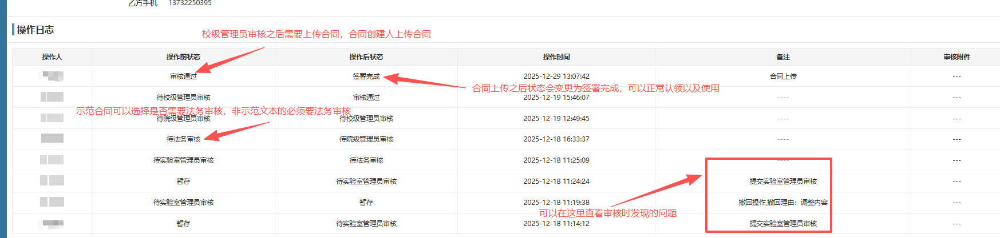 乙方手机 13732250395
操作日志
校级管理员审核之后需要上传合同，合同创建人上传合同
操作人 操作前状态 操作后状态 操作时间 备注 审核附件
审核通过 签署完成 2025-12-29 13:07:42 合同上传 ---
合同上传之后状态会变更为签署完成，可以正常认领以及使用
待校级管理员审核 审核通过 2025-12-19 15:46:07 ---- ---
示范合同可以选择是否需要法务审核，非示范文本的必须要法务审核
待院级管理员审核 待校级管理员审核 2025-12-19 12:49:45 ---- ---
待法务审核 待院级管理员审核 2025-12-18 16:33:37 ---- ---
待实验室管理员审核 待法务审核 2025-12-18 11:25:09 ---- ---
暂存 待实验室管理员审核 2025-12-18 11:24:24 提交实验室管理员审核 ---
待实验室管理员审核 暂存 2025-12-18 11:19:38 撤回操作,撤回理由：调整内容 ---
可以在这里查看审核时发现的问题
暂存 待实验室管理员审核 2025-12-18 11:14:12 提交实验室管理员审核 ---